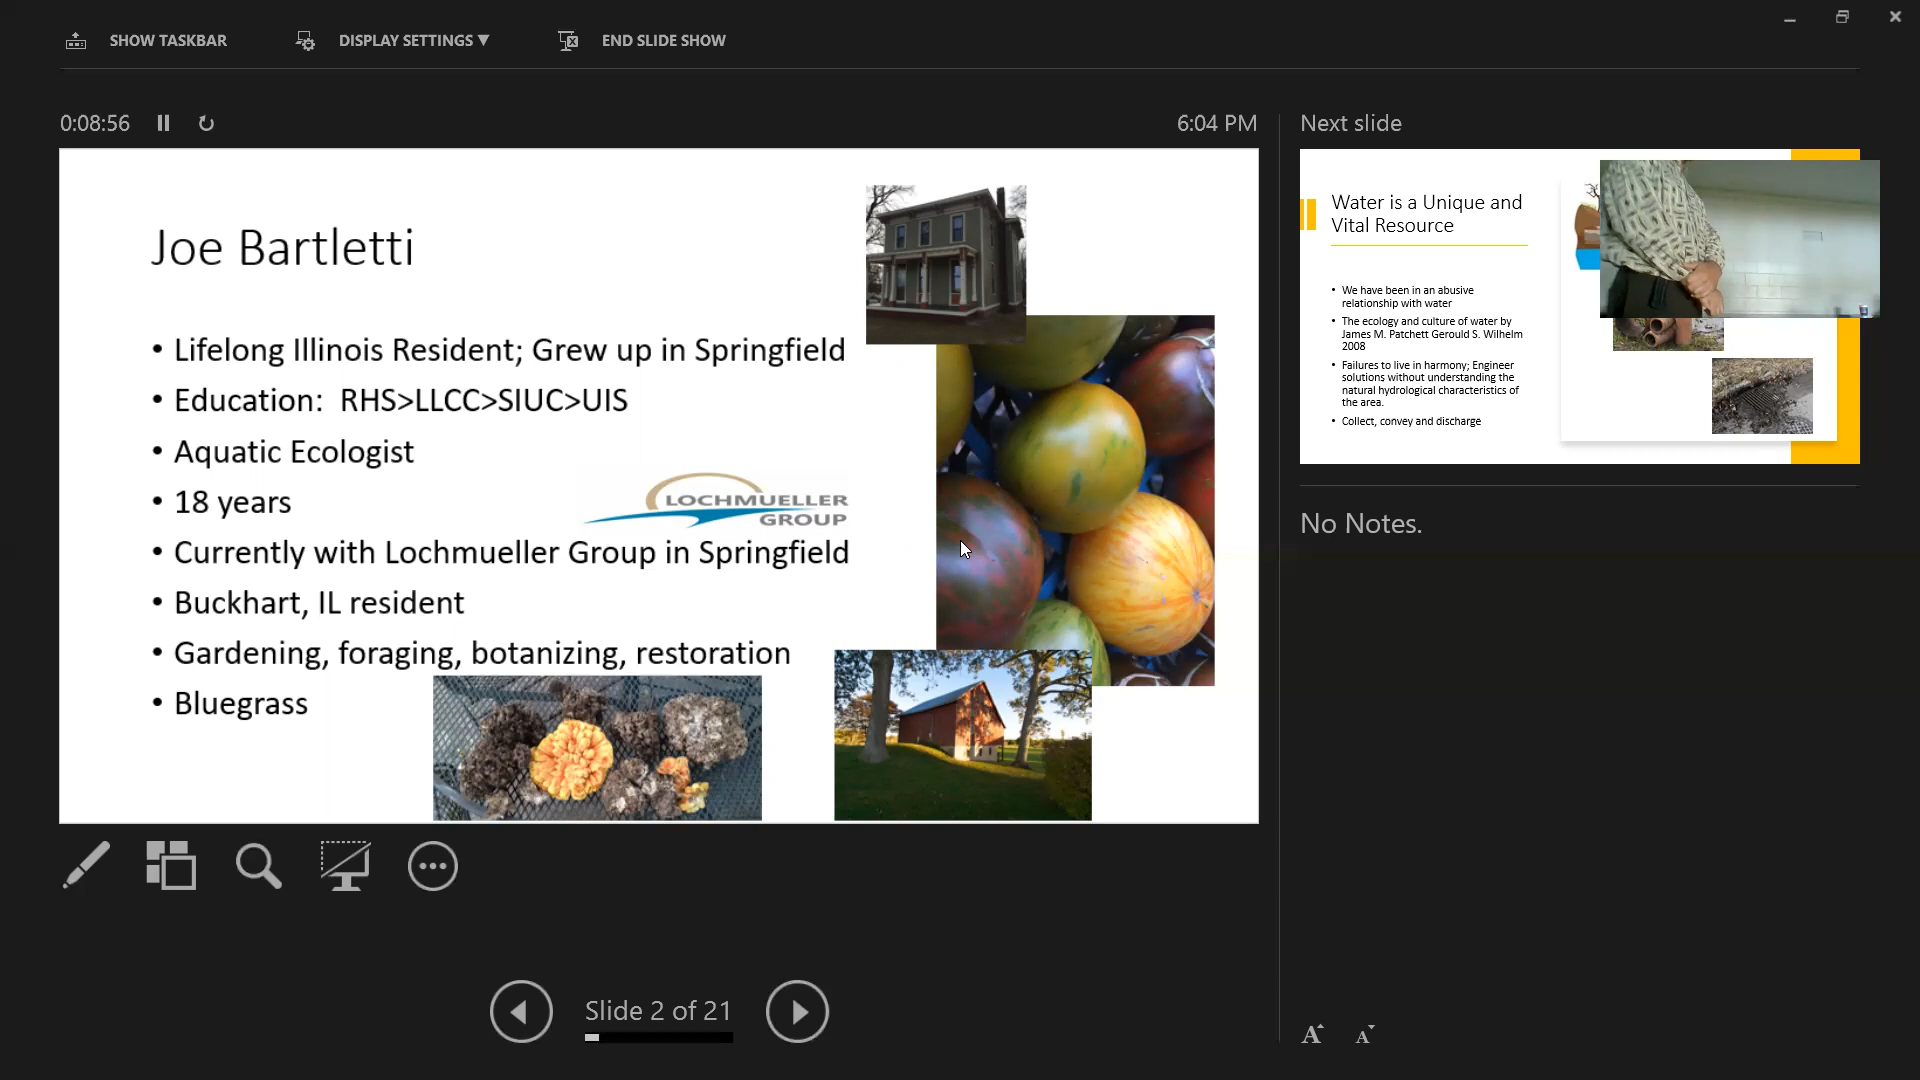 SHOW TASKBAR
DISPLAY SETTINGS ▼
END SLIDE SHOW
0:08:56
6:04 PM
Joe Bartletti
• Lifelong Illinois Resident; Grew up in Springfield
• Education: RHS>LLCC>SIUC>UIS
• Aquatic Ecologist
• 18 years
LOCHMUELLER
GROUP
• Currently with Lochmueller Group in Springfield
• Buckhart, IL resident
• Gardening, foraging, botanizing, restoration
• Bluegrass
Slide 2 of 21
Next slide
Water is a Unique and
Vital Resource
• We have been in an abusive
relationship with water
• The ecology and culture of water by
James M. Patchett Gerould S. Wilhelm
2008
• Failures to live in harmony; Engineer
solutions without understanding the
natural hydrological characteristics of
the area.
• Collect, convey and discharge
No Notes.
A A